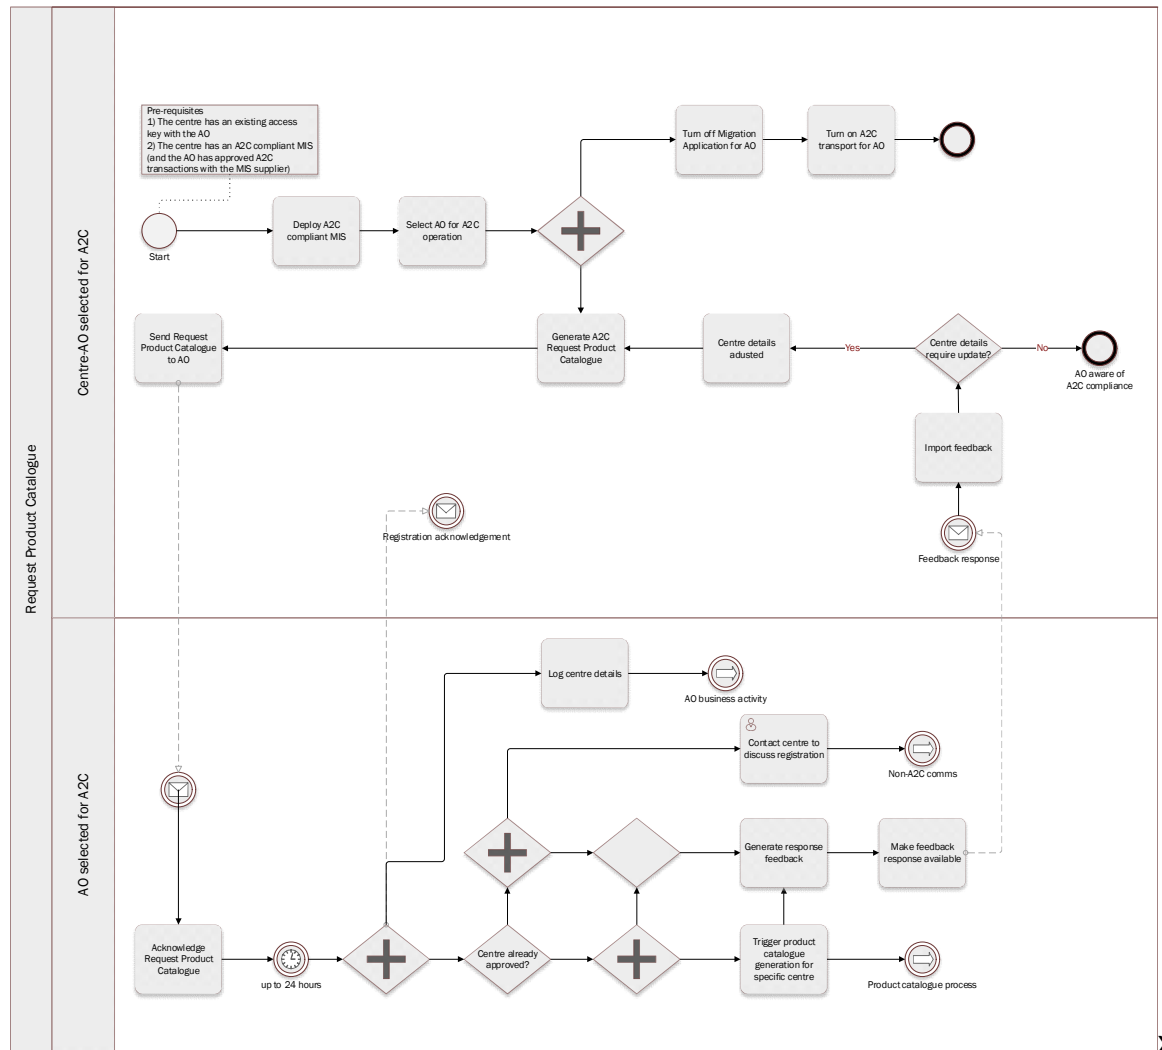 Request Product Catalogue
Centre-AO selected for A2C
Pre-requisites
1) The centre has an existing access
key with the AO
2) The centre has an A2C compliant MIS
(and the AO has approved A2C
transactions with the MIS supplier)
Start
Deploy A2C
compliant MIS
Select AO for A2C
operation
Turn off Migration
Application for AO
Turn on A2C
transport for AO
Send Request
Product Catalogue
to AO
Generate A2C
Request Product
Catalogue
Centre details
adusted
Yes
Centre details
require update?
No
AO aware of
A2C compliance
Import feedback
Registration acknowledgement
Feedback response
AO selected for A2C
Log centre details
AO business activity
Contact centre to
discuss registration
Non-A2C comms
Generate response
feedback
Make feedback
response available
Acknowledge
Request Product
Catalogue
up to 24 hours
Centre already
approved?
Trigger product
catalogue
generation for
specific centre
Product catalogue process